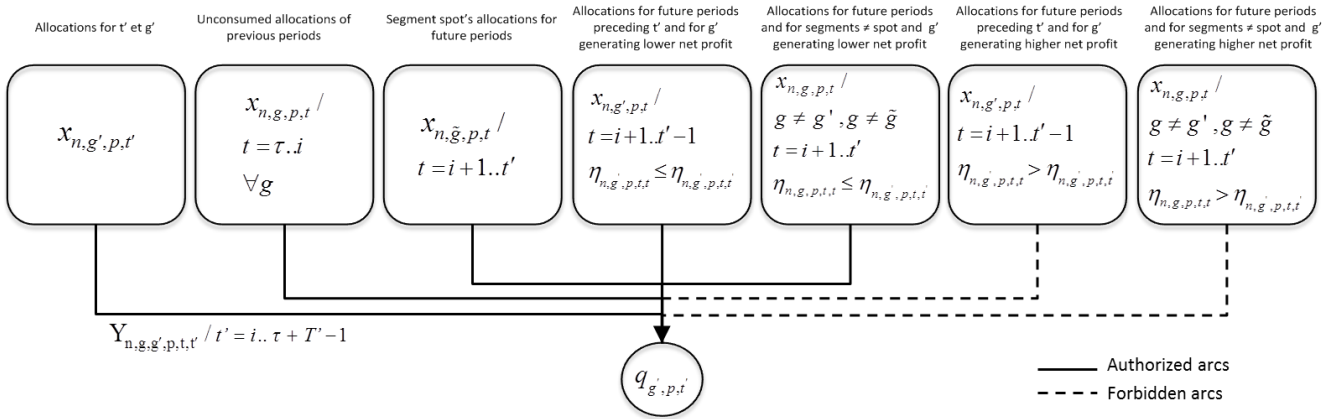 Allocations for t' et g'
Unconsumed allocations of
previous periods
Segment spot's allocations for
future periods
Allocations for future periods
preceding t' and for g'
generating lower net profit
Allocations for future periods
and for segments ≠ spot and g'
generating lower net profit
Allocations for future periods
preceding t' and for g'
generating higher net profit
Allocations for future periods
and for segments ≠ spot and g'
generating higher net profit
x_{n,g',p,t'}
x_{n,g,p,t} /
t = τ..i
∀g
x_{n,g̃,p,t} /
t = i+1..t'
x_{n,g',p,t} /
t = i+1..t'−1
η_{n,g',p,t,t} ≤ η_{n,g',p,t,t'}
x_{n,g,p,t} /
g ≠ g' , g ≠ g̃
t = i+1..t'
η_{n,g,p,t,t} ≤ η_{n,g',p,t,t'}
x_{n,g',p,t} /
t = i+1..t'−1
η_{n,g',p,t,t} > η_{n,g',p,t,t'}
x_{n,g,p,t} /
g ≠ g' , g ≠ g̃
t = i+1..t'
η_{n,g,p,t,t} > η_{n,g',p,t,t'}
Y_{n,g,g',p,t,t'} / t' = i.. τ + T'−1
q_{g',p,t'}
Authorized arcs
Forbidden arcs